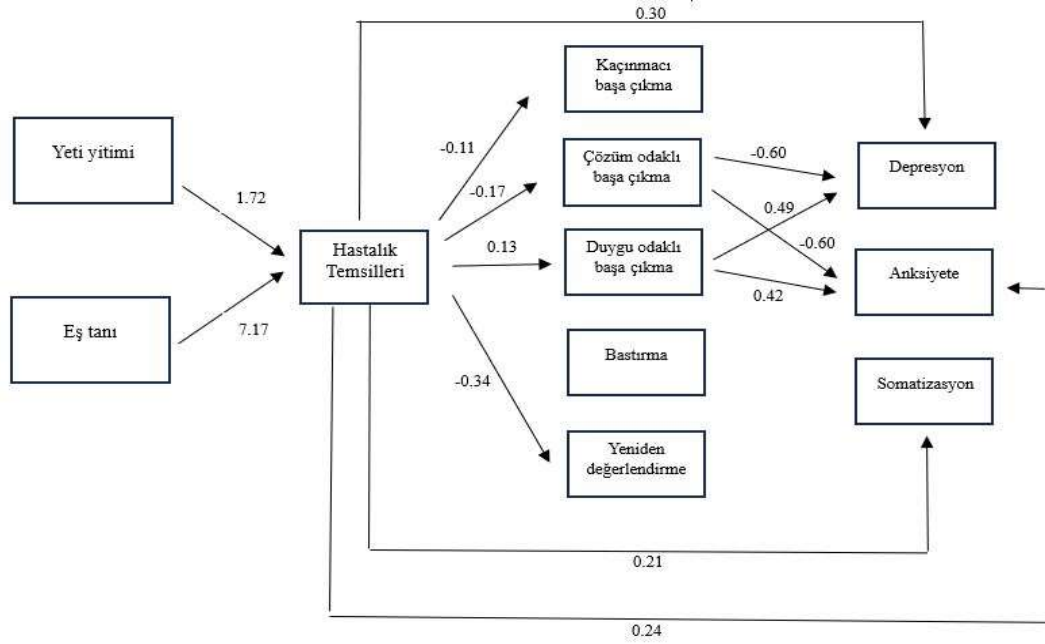 0.30
Kaçınmacı
başa çıkma
Yeti yitimi
-0.11
Çözüm odaklı
başa çıkma
-0.60
Depresyon
-0.17
1.72
0.49
Hastalık
Temsilleri
0.13
Duygu odaklı
başa çıkma
-0.60
Anksiyete
0.42
Eş tanı
7.17
Bastırma
-0.34
Somatizasyon
Yeniden
değerlendirme
0.21
0.24